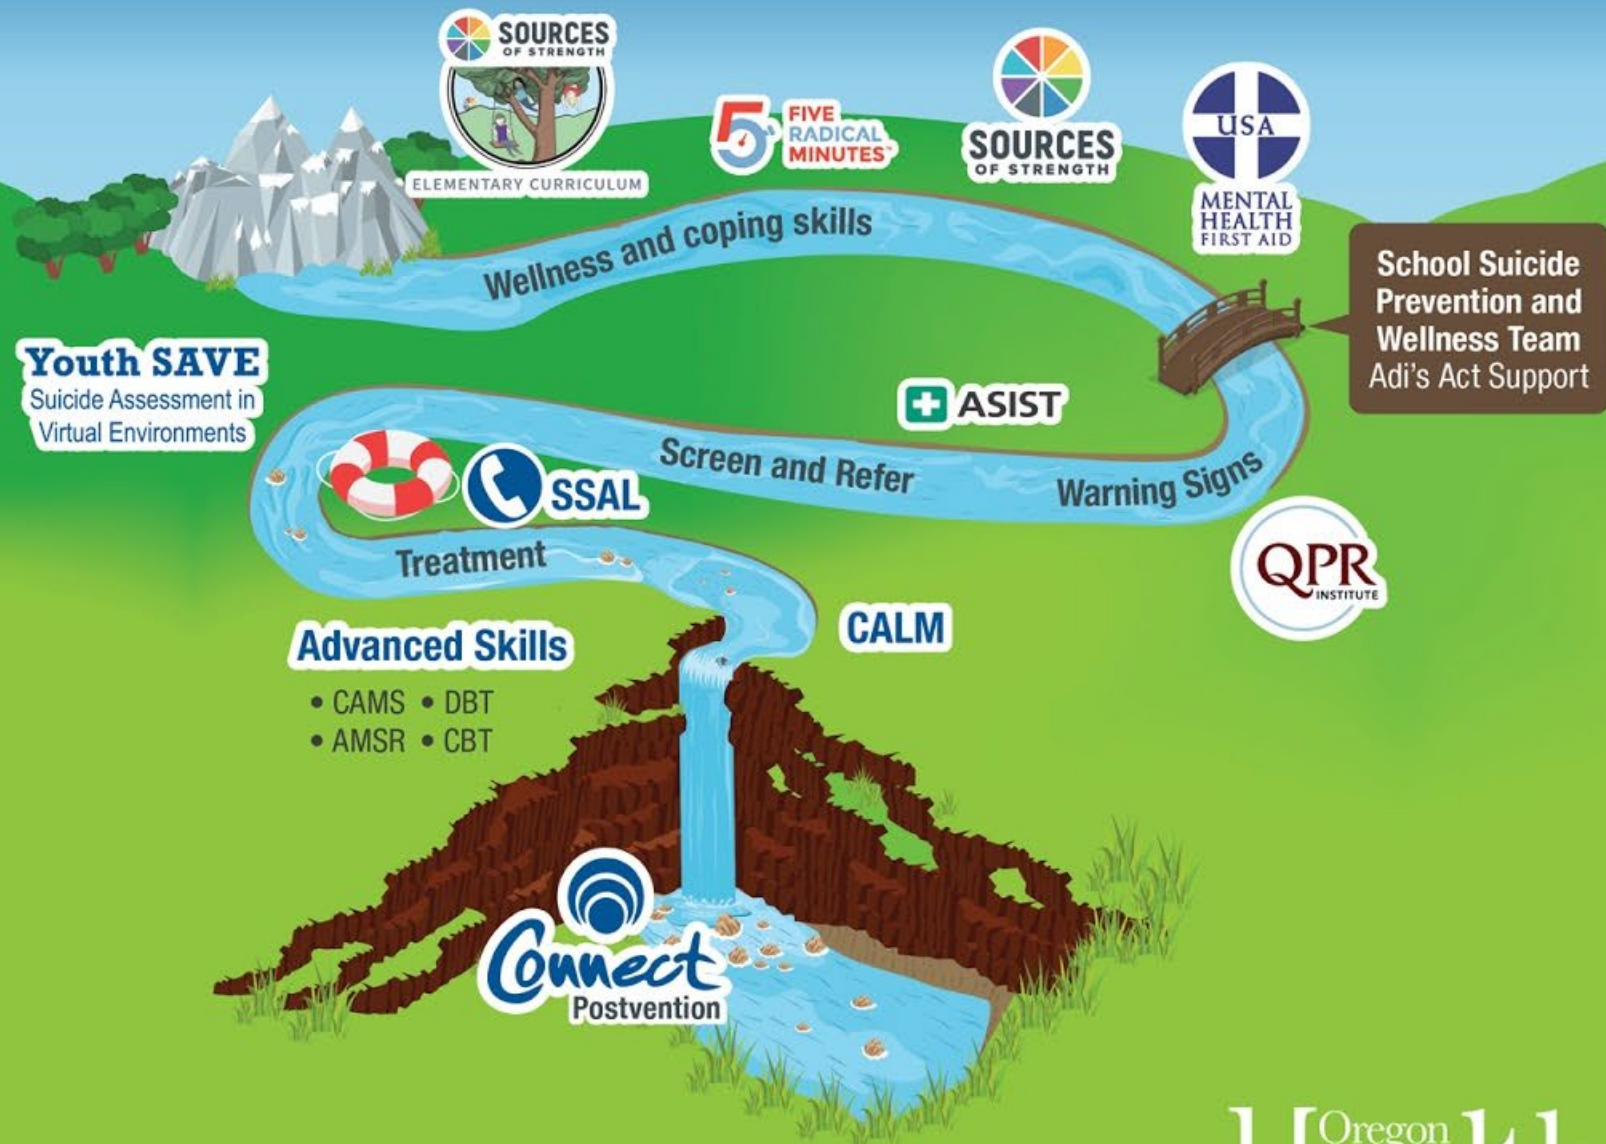 SOURCES
OF STRENGTH
ELEMENTARY CURRICULUM
5 FIVE
RADICAL
MINUTES™
SOURCES
OF STRENGTH
USA
MENTAL
HEALTH
FIRST AID
Wellness and coping skills
School Suicide
Prevention and
Wellness Team
Adi's Act Support
Youth SAVE
Suicide Assessment in
Virtual Environments
ASIST
Screen and Refer
Warning Signs
SSAL
QPR
INSTITUTE
Treatment
CALM
Advanced Skills
• CAMS • DBT
• AMSR • CBT
Connect
Postvention
Oregon